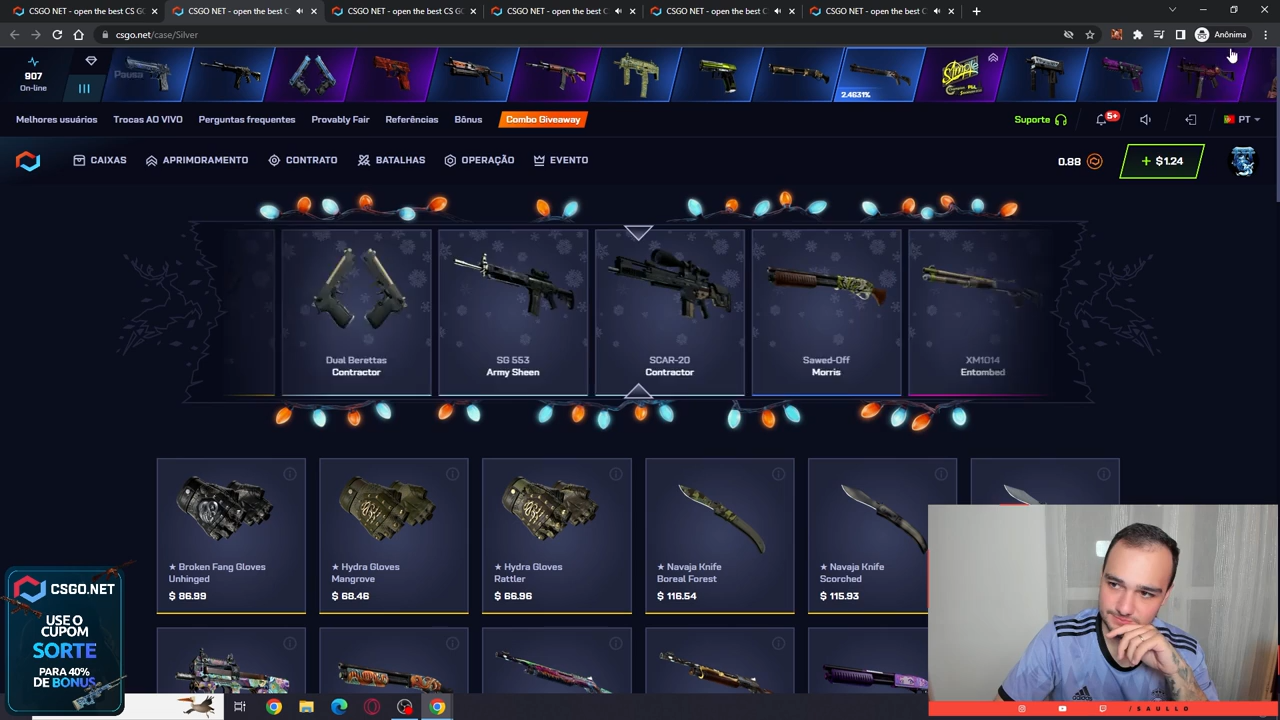 CSGO NET - open the best CS GO
CSGO NET - open the best C
CSGO NET - open the best CS GO
CSGO NET - open the best C
CSGO NET - open the best C
CSGO NET - open the best C
csgo.net/case/Silver
Anônima
907
On-line
Pausa
2.4631%
Simple
Melhores usuários
Trocas AO VIVO
Perguntas frequentes
Provably Fair
Referências
Bônus
Combo Giveaway
Suporte
5+
PT
CAIXAS
APRIMORAMENTO
CONTRATO
BATALHAS
OPERAÇÃO
EVENTO
0.88
+ $1.24
Dual Berettas
Contractor
SG 553
Army Sheen
SCAR-20
Contractor
Sawed-Off
Morris
XM1014
Entombed
★ Broken Fang Gloves
Unhinged
$ 86.99
★ Hydra Gloves
Mangrove
$ 68.46
★ Hydra Gloves
Rattler
$ 66.96
★ Navaja Knife
Boreal Forest
$ 116.54
★ Navaja Knife
Scorched
$ 115.93
CSGO.NET
USE O
CUPOM
SORTE
PARA 40%
DE BONUS
/SAULLO